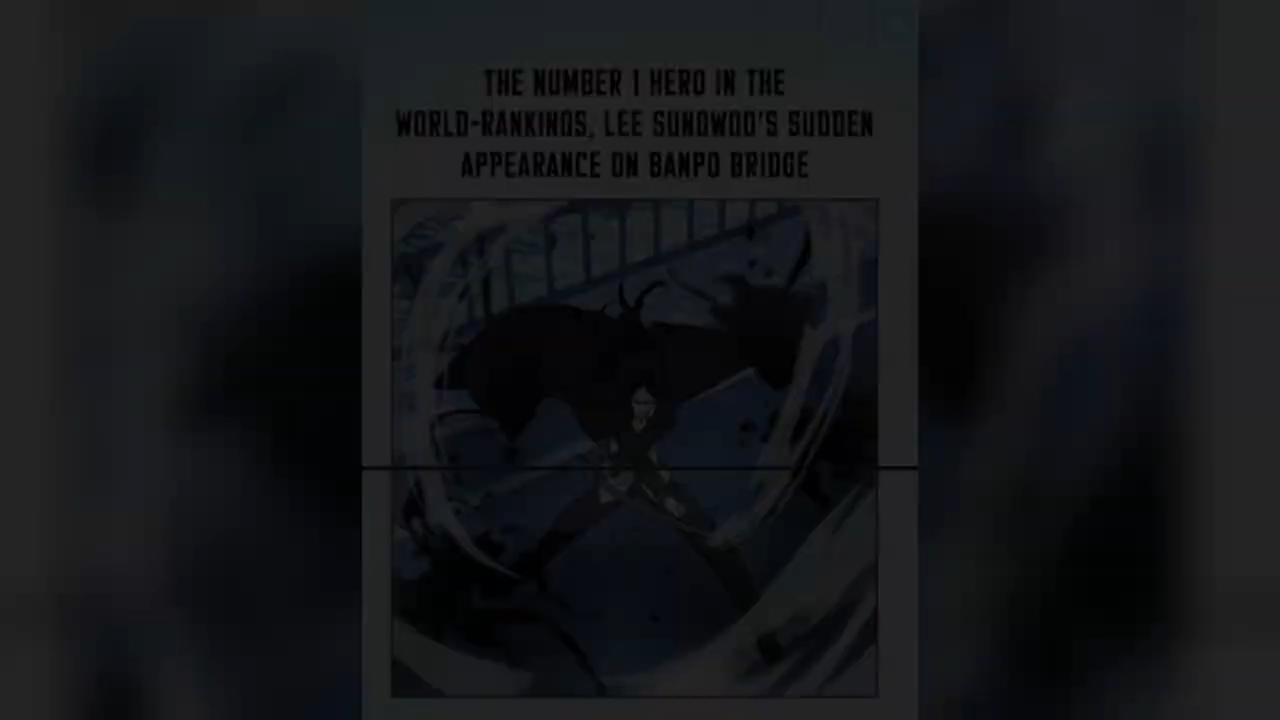 THE NUMBER 1 HERO IN THE
WORLD-RANKINGS, LEE SUNGWOO'S SUDDEN
APPEARANCE ON BANPO BRIDGE